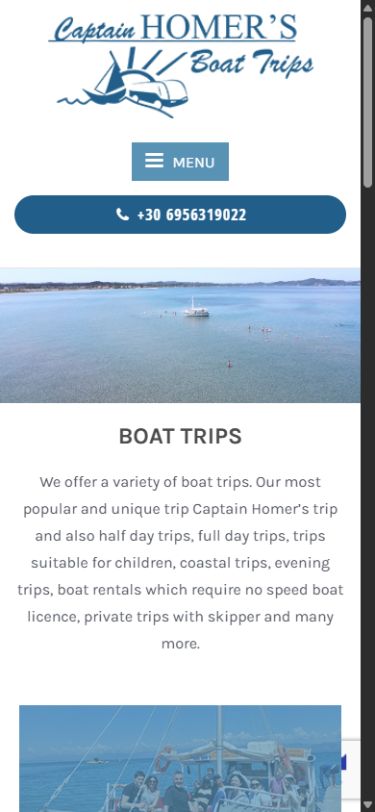 Captain HOMER'S
Boat Trips
MENU
+30 6956319022
BOAT TRIPS
We offer a variety of boat trips. Our most
popular and unique trip Captain Homer's trip
and also half day trips, full day trips, trips
suitable for children, coastal trips, evening
trips, boat rentals which require no speed boat
licence, private trips with skipper and many
more.